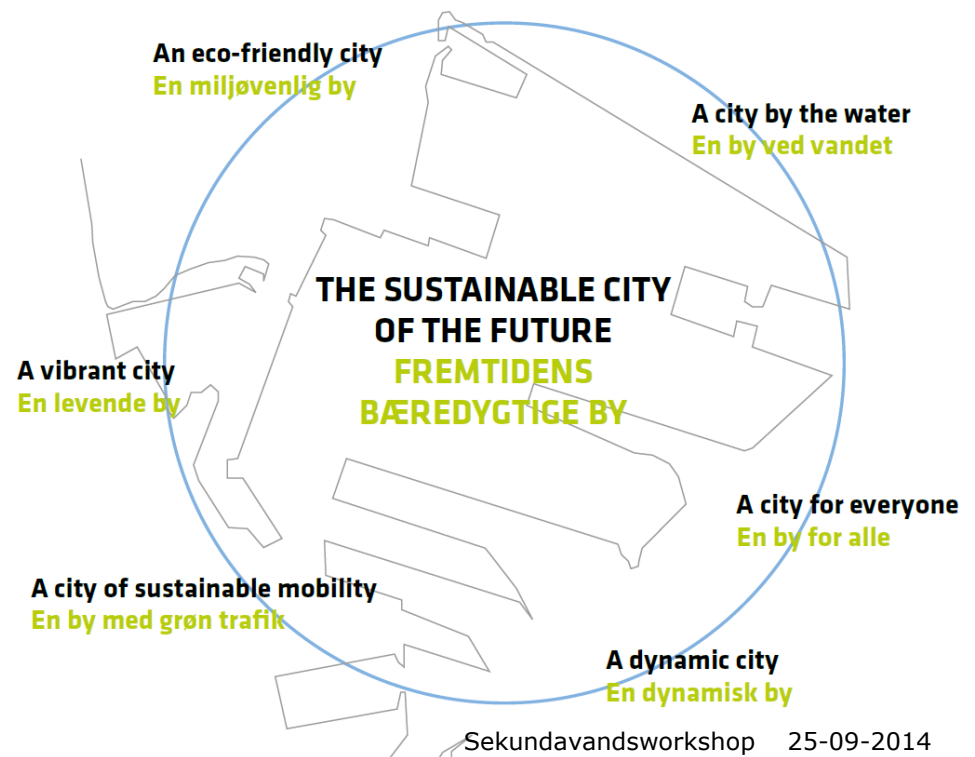 An eco-friendly city
En miljøvenlig by
A city by the water
En by ved vandet
THE SUSTAINABLE CITY
OF THE FUTURE
FREMTIDENS
BÆREDYGTIGE BY
A vibrant city
En levende by
A city for everyone
En by for alle
A city of sustainable mobility
En by med grøn trafik
A dynamic city
En dynamisk by
Sekundavandsworkshop 25-09-2014